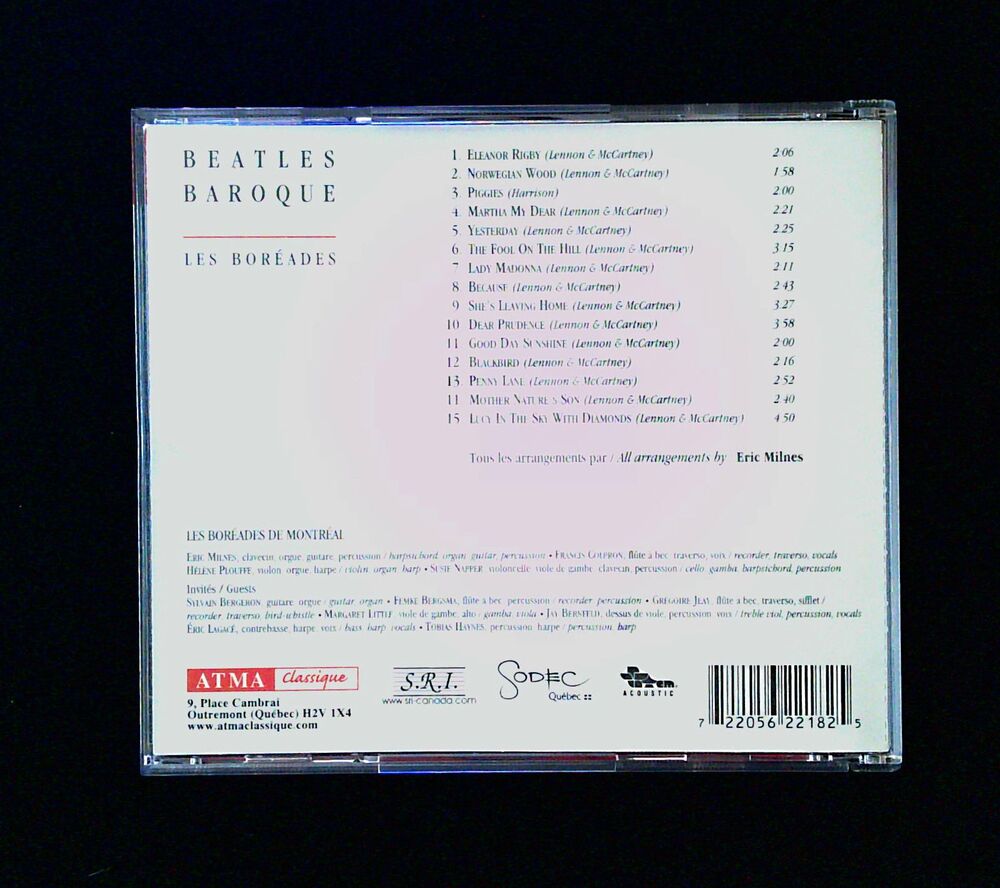 BEATLES
BAROQUE
LES BORÉADES
1. ELEANOR RIGBY (Lennon & McCartney) 2:06
2. NORWEGIAN WOOD (Lennon & McCartney) 1:58
3. PIGGIES (Harrison) 2:00
4. MARTHA MY DEAR (Lennon & McCartney) 2:21
5. YESTERDAY (Lennon & McCartney) 2:25
6. THE FOOL ON THE HILL (Lennon & McCartney) 3:15
7. LADY MADONNA (Lennon & McCartney) 2:11
8. BECAUSE (Lennon & McCartney) 2:43
9. SHE'S LEAVING HOME (Lennon & McCartney) 3:27
10. DEAR PRUDENCE (Lennon & McCartney) 3:58
11. GOOD DAY SUNSHINE (Lennon & McCartney) 2:00
12. BLACKBIRD (Lennon & McCartney) 2:16
13. PENNY LANE (Lennon & McCartney) 2:52
14. MOTHER NATURE'S SON (Lennon & McCartney) 2:40
15. LUCY IN THE SKY WITH DIAMONDS (Lennon & McCartney) 4:50
Tous les arrangements par / All arrangements by Eric Milnes
LES BORÉADES DE MONTRÉAL
ERIC MILNES, clavecin, orgue, guitare, percussion / harpsichord, organ, guitar, percussion • FRANCIS COLPRON, flûte à bec, traverso, voix / recorder, traverso, vocals
HÉLÈNE PLOUFFE, violon, orgue, harpe / violin, organ, harp • SUSIE NAPPER, violoncelle, viole de gambe, clavecin, percussion / cello, gamba, harpsichord, percussion
Invités / Guests
SYLVAIN BERGERON, guitare, orgue / guitar, organ • FEMKE BERGSMA, flûte à bec, percussion / recorder, percussion • GRÉGOIRE JEAY, flûte à bec, traverso, sifflet /
recorder, traverso, bird-whistle • MARGARET LITTLE, viole de gambe, alto / gamba, viola • JAY BERNFELD, dessus de viole, percussion, voix / treble viol, percussion, vocals
ÉRIC LAGACÉ, contrebasse, harpe, voix / bass, harp, vocals • TOBIAS HAYNES, percussion, harpe / percussion, harp
ATMA Classique
9, Place Cambrai
Outremont (Québec) H2V 1X4
www.atmaclassique.com
S.R.I.
www.sri-canada.com
SODEC
Québec
ACOUSTIC
7 22056 22182 5